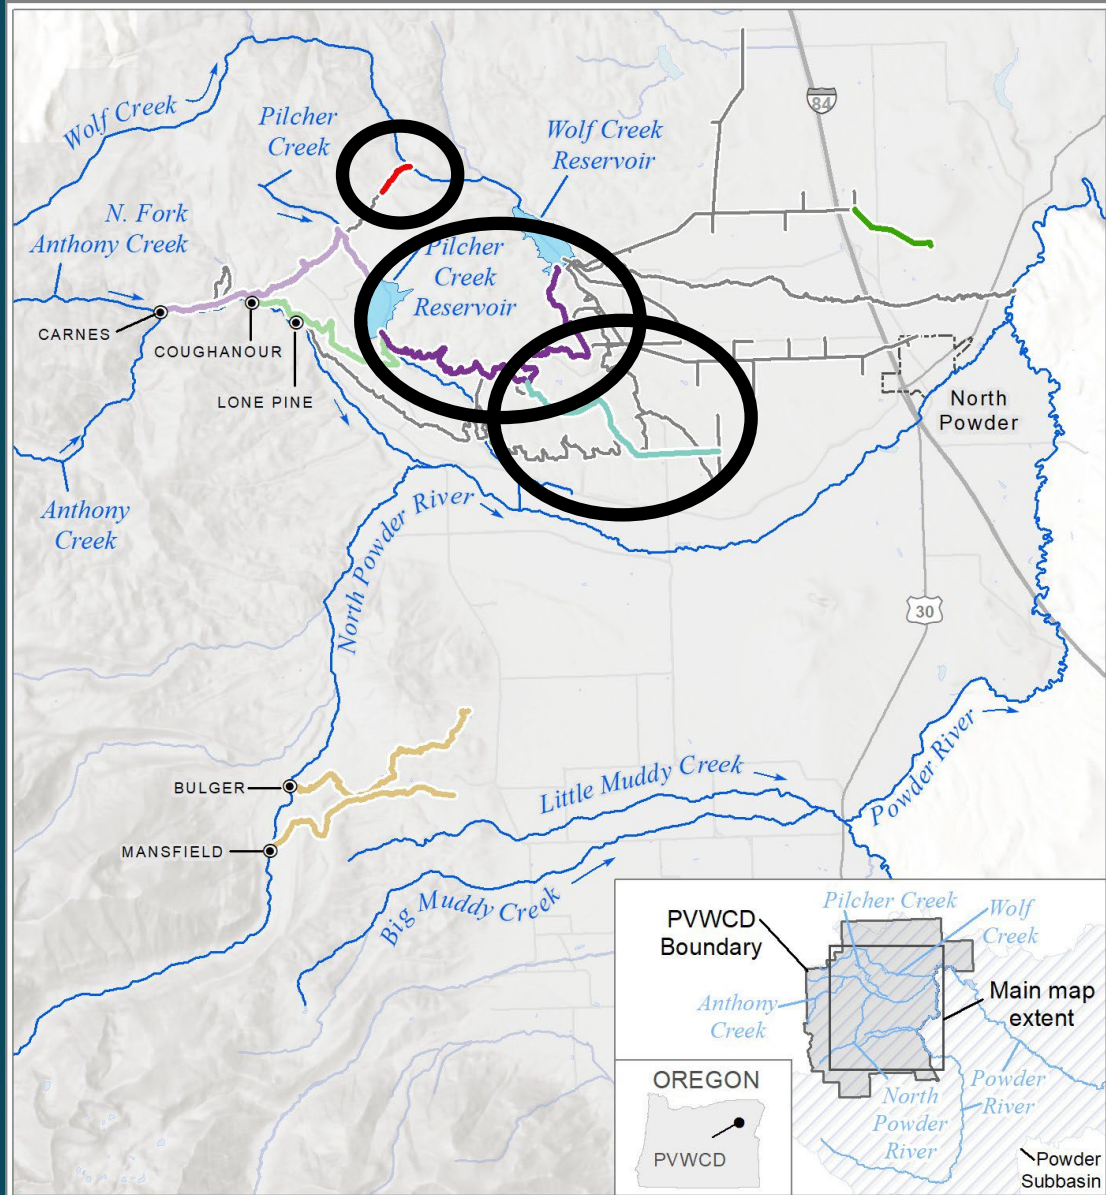 84
Wolf Creek
Pilcher
Creek
Wolf Creek
Reservoir
N. Fork
Anthony Creek
Pilcher
Creek
Reservoir
CARNES
COUGHANOUR
LONE PINE
North
Powder
Anthony
Creek
North Powder River
30
BULGER
MANSFIELD
Little Muddy Creek
Powder River
Big Muddy Creek
PVWCD
Boundary
Pilcher Creek
Wolf
Creek
Anthony
Creek
Main map
extent
North
Powder
River
Powder
River
OREGON
PVWCD
Powder
Subbasin